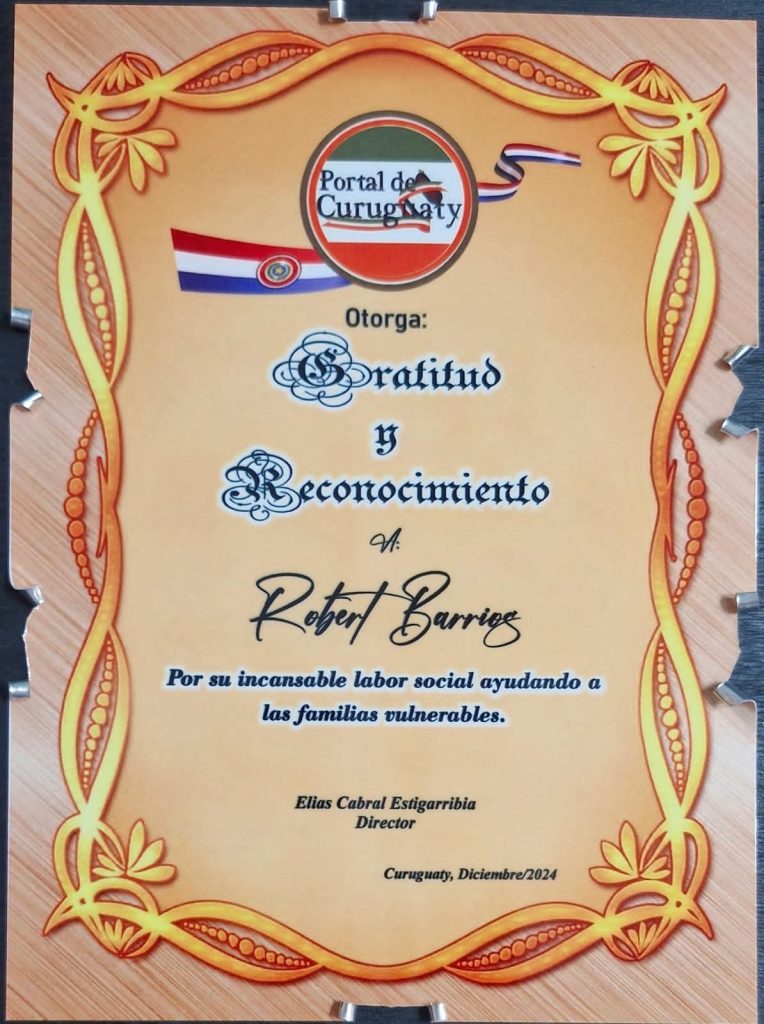 Portal de
Curuguaty
Otorga:
Gratitud
y
Reconocimiento
A:
Robert Barrios
Por su incansable labor social ayudando a
las familias vulnerables.
Elias Cabral Estigarribia
Director
Curuguaty, Diciembre/2024